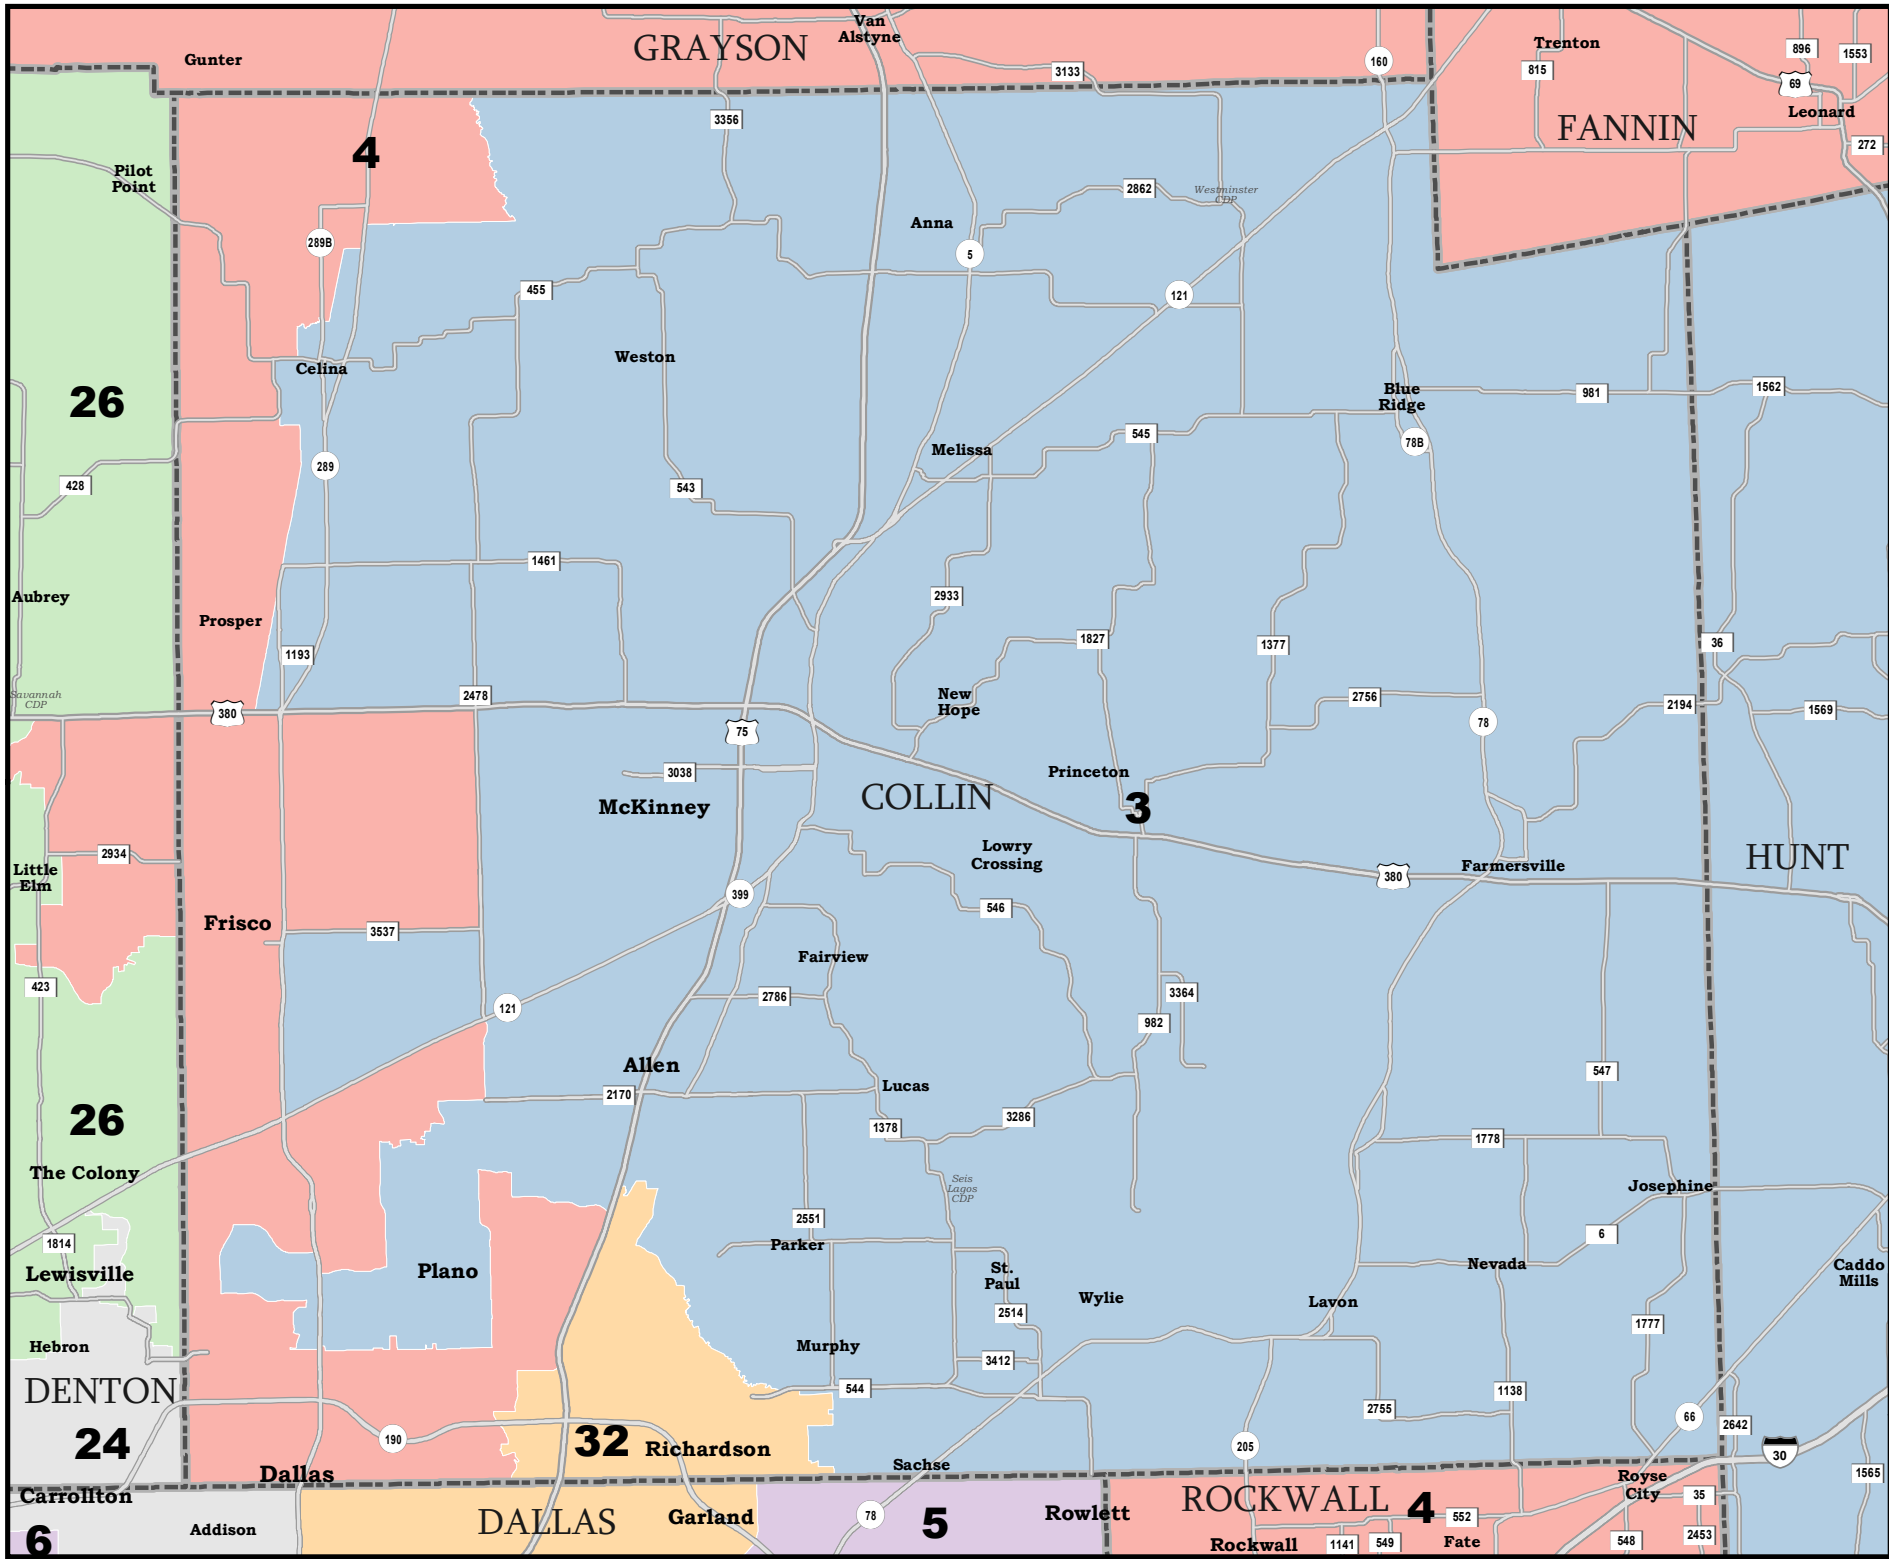 Van
Alstyne
GRAYSON
Gunter
3133
160
Trenton
815
896
1553
69
Leonard
FANNIN
272
3356
4
Pilot
Point
2862
Westminster
CDP
Anna
289B
5
455
121
Weston
Celina
26
Blue
Ridge
981
1562
545
78B
Melissa
289
428
543
1461
Aubrey
2933
Prosper
1827
1377
36
1193
Savannah
CDP
2478
New
Hope
2756
2194
1569
380
75
78
3038
Princeton
McKinney
COLLIN
3
2934
Lowry
Crossing
HUNT
Little
Elm
Farmersville
380
399
Frisco
546
3537
Fairview
423
2786
3364
121
982
Allen
547
Lucas
2170
26
3286
1378
1778
The Colony
Seis
Lagos
CDP
Josephine
2551
1814
Parker
6
Lewisville
Plano
St.
Paul
Nevada
Caddo
Mills
Wylie
Lavon
2514
1777
Hebron
Murphy
3412
DENTON
544
1138
2755
66
2642
24
190
32
Richardson
205
30
Sachse
Dallas
1565
Royse
City
Carrollton
ROCKWALL
4
35
552
DALLAS
Garland
78
5
Rowlett
Addison
6
Rockwall
1141
549
Fate
548
2453